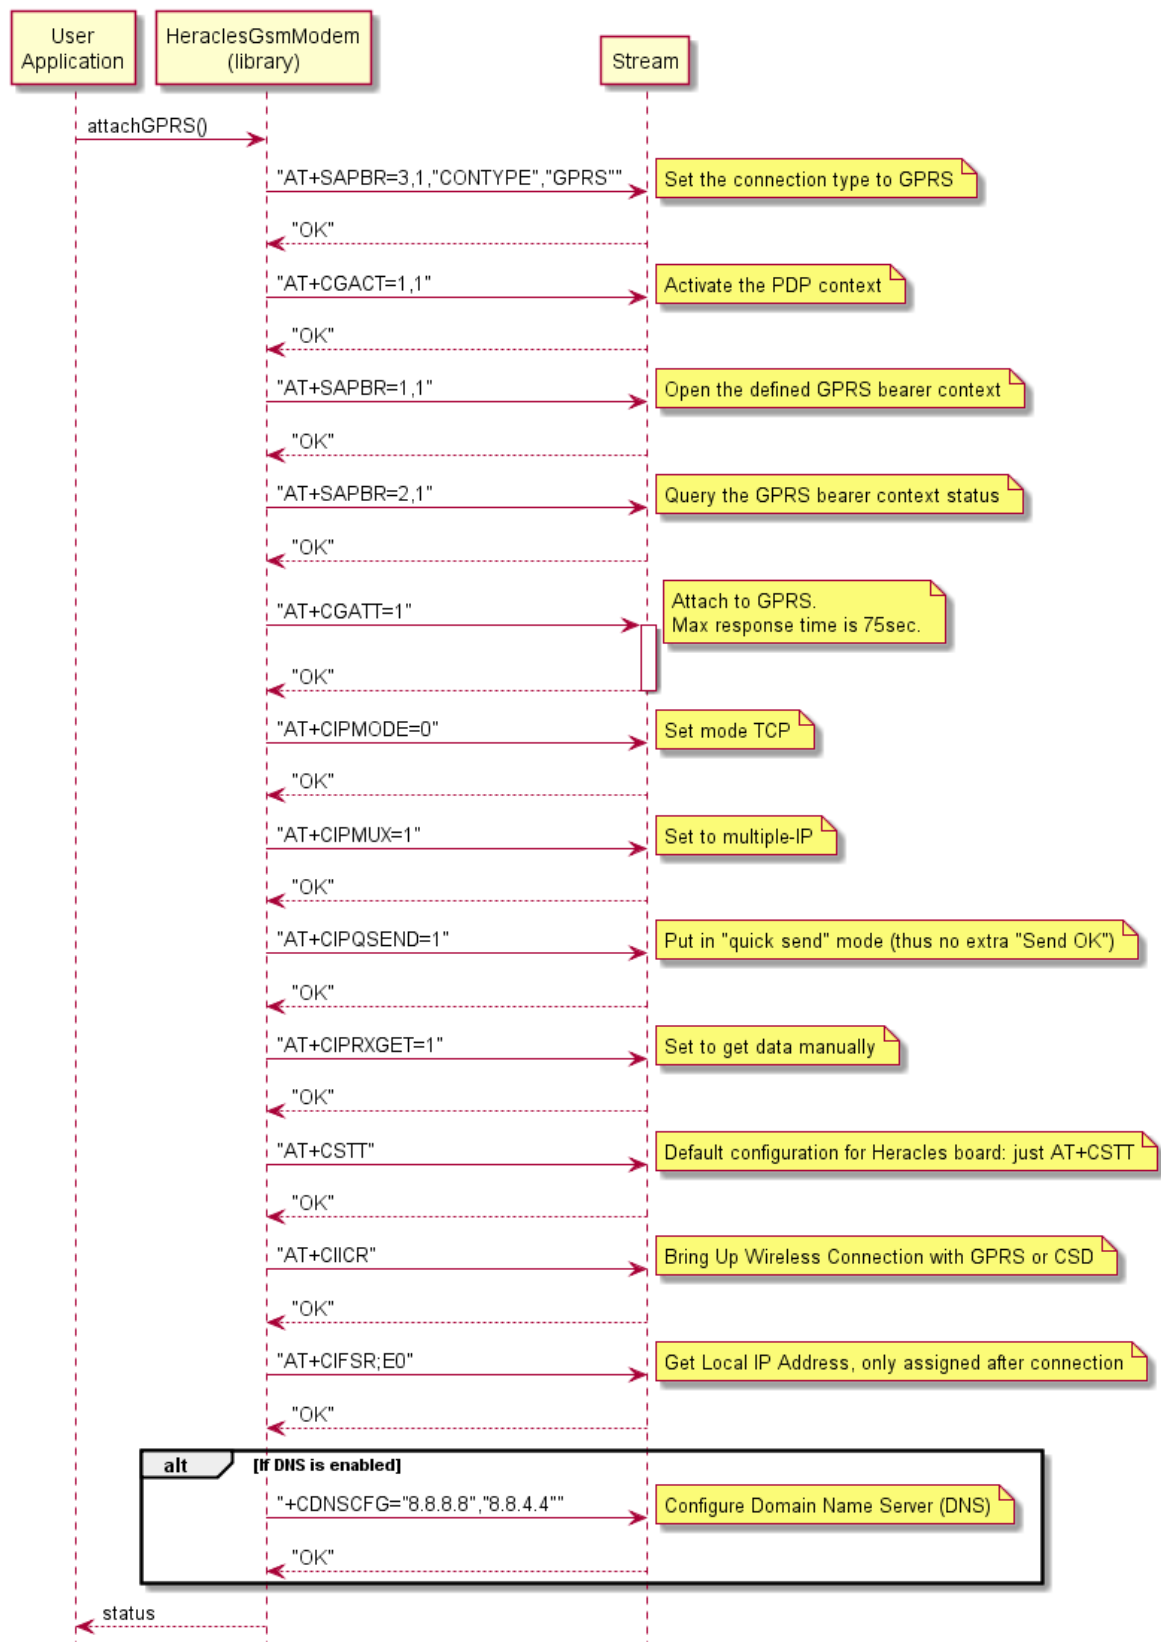 User
Application
HeraclesGsmModem
(library)
Stream
attachGPRS()
"AT+SAPBR=3,1,"CONTYPE","GPRS""
Set the connection type to GPRS
"OK"
"AT+CGACT=1,1"
Activate the PDP context
"OK"
"AT+SAPBR=1,1"
Open the defined GPRS bearer context
"OK"
"AT+SAPBR=2,1"
Query the GPRS bearer context status
"OK"
"AT+CGATT=1"
Attach to GPRS.
Max response time is 75sec.
"OK"
"AT+CIPMODE=0"
Set mode TCP
"OK"
"AT+CIPMUX=1"
Set to multiple-IP
"OK"
"AT+CIPQSEND=1"
Put in "quick send" mode (thus no extra "Send OK")
"OK"
"AT+CIPRXGET=1"
Set to get data manually
"OK"
"AT+CSTT"
Default configuration for Heracles board: just AT+CSTT
"OK"
"AT+CIICR"
Bring Up Wireless Connection with GPRS or CSD
"OK"
"AT+CIFSR;E0"
Get Local IP Address, only assigned after connection
"OK"
alt [If DNS is enabled]
"+CDNSCFG="8.8.8.8","8.8.4.4""
Configure Domain Name Server (DNS)
"OK"
status